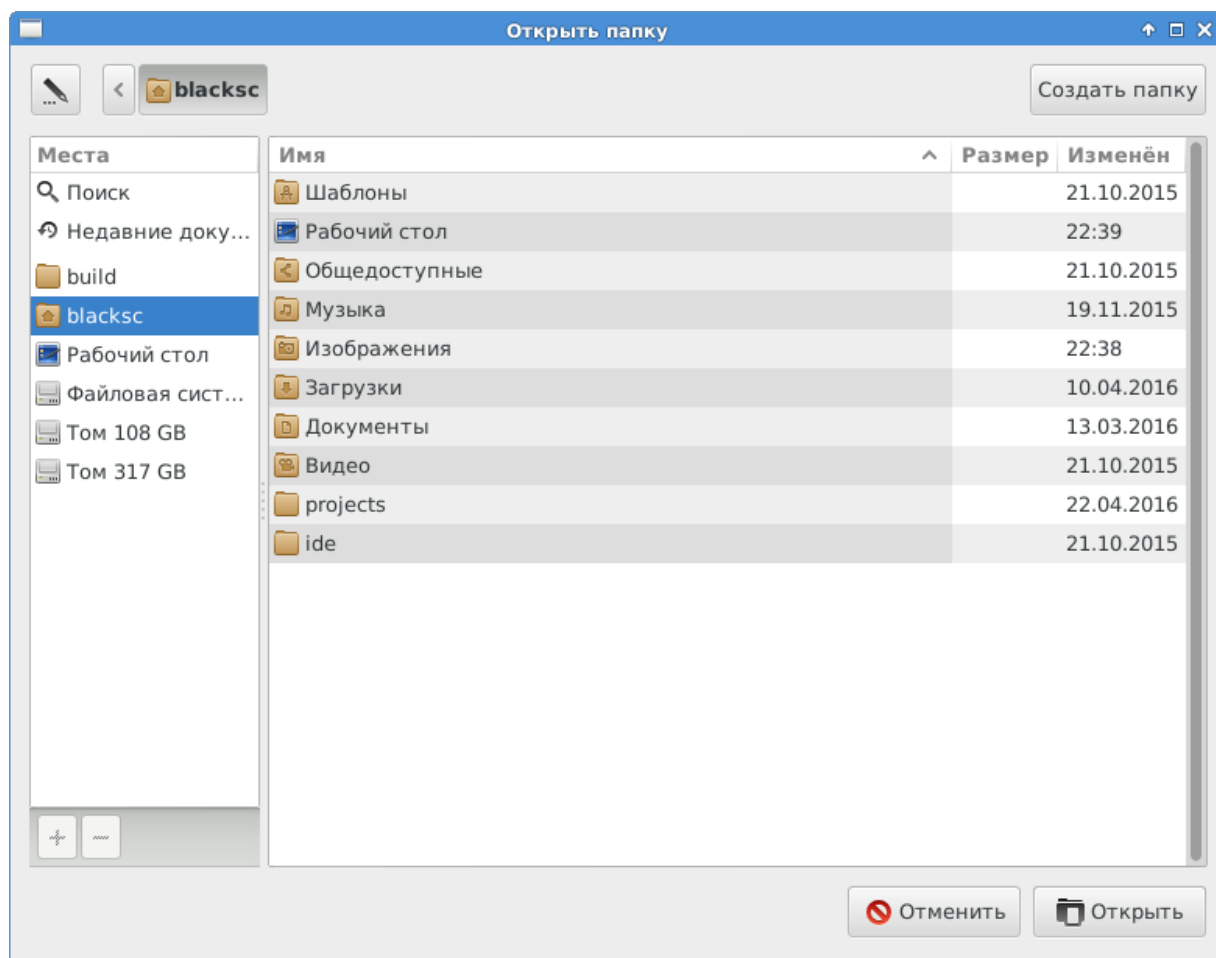 Открыть папку
blacksc
Создать папку
Места
Поиск
Недавние доку...
build
blacksc
Рабочий стол
Файловая сист...
Том 108 GB
Том 317 GB
Имя Размер Изменён
Шаблоны 21.10.2015
Рабочий стол 22:39
Общедоступные 21.10.2015
Музыка 19.11.2015
Изображения 22:38
Загрузки 10.04.2016
Документы 13.03.2016
Видео 21.10.2015
projects 22.04.2016
ide 21.10.2015
Отменить
Открыть